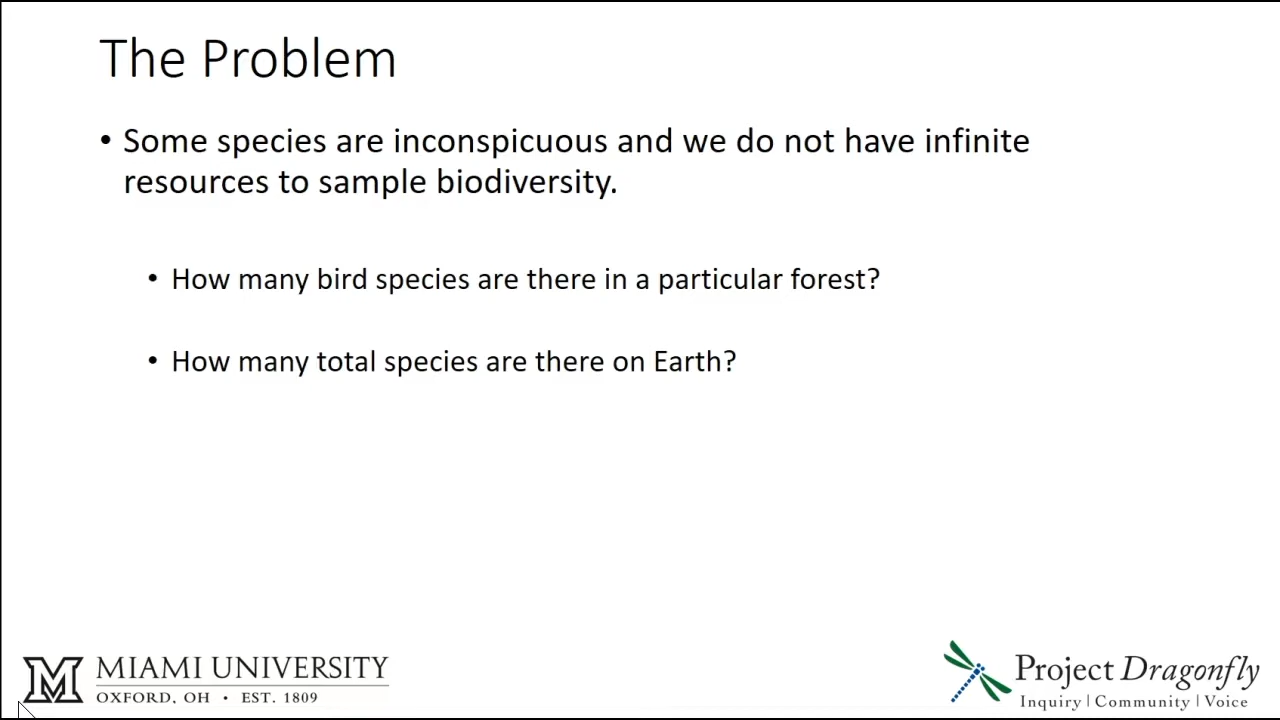 The Problem
• Some species are inconspicuous and we do not have infinite
resources to sample biodiversity.
• How many bird species are there in a particular forest?
• How many total species are there on Earth?
M MIAMI UNIVERSITY
OXFORD, OH • EST. 1809
Project Dragonfly
Inquiry | Community | Voice